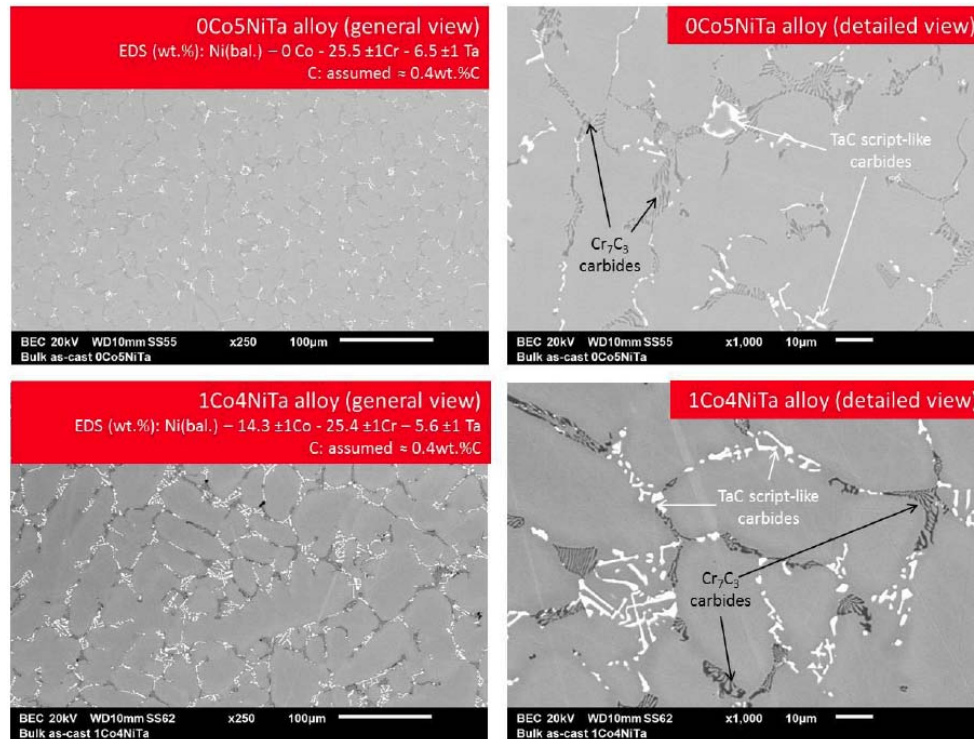 0Co5NiTa alloy (general view)
EDS (wt.%): Ni(bal.) – 0 Co - 25.5 ±1Cr - 6.5 ±1 Ta
C: assumed ≈ 0.4wt.%C
BEC 20kV WD10mm SS55 x250 100µm
Bulk as-cast 0Co5NiTa
0Co5NiTa alloy (detailed view)
TaC script-like
carbides
Cr₇C₃
carbides
BEC 20kV WD10mm SS55 x1,000 10µm
Bulk as-cast 0Co5NiTa
1Co4NiTa alloy (general view)
EDS (wt.%): Ni(bal.) – 14.3 ±1Co - 25.4 ±1Cr – 5.6 ±1 Ta
C: assumed ≈ 0.4wt.%C
BEC 20kV WD10mm SS62 x250 100µm
Bulk as-cast 1Co4NiTa
1Co4NiTa alloy (detailed view)
TaC script-like
carbides
Cr₇C₃
carbides
BEC 20kV WD10mm SS62 x1,000 10µm
Bulk as-cast 1Co4NiTa